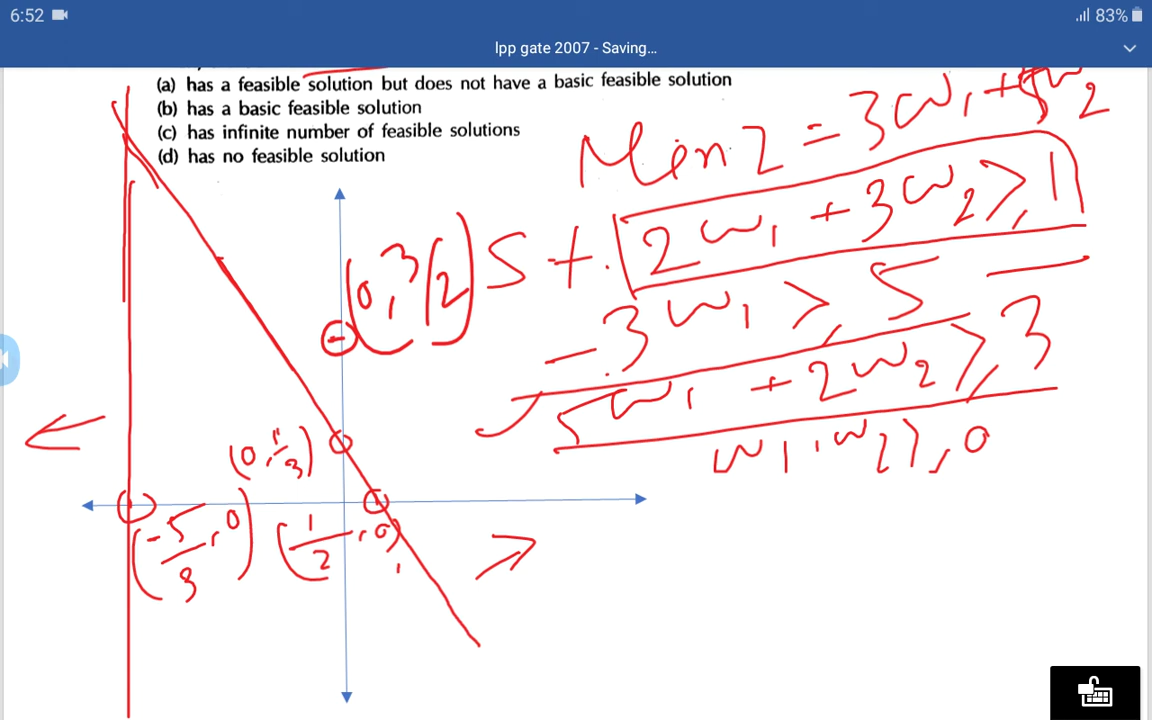 6:52 83%
lpp gate 2007 - Saving...
(a) has a feasible solution but does not have a basic feasible solution
(b) has a basic feasible solution
(c) has infinite number of feasible solutions
(d) has no feasible solution
Min Z = 3w1 + 5w2
S t. 2w1 + 3w2 ≥ 1
-3w1 ≥ 5
5w1 + 2w2 ≥ 3
w1, w2 ≥ 0
(0, 3/2)
(0, 1/3)
(-5/3, 0) (1/2, 0)